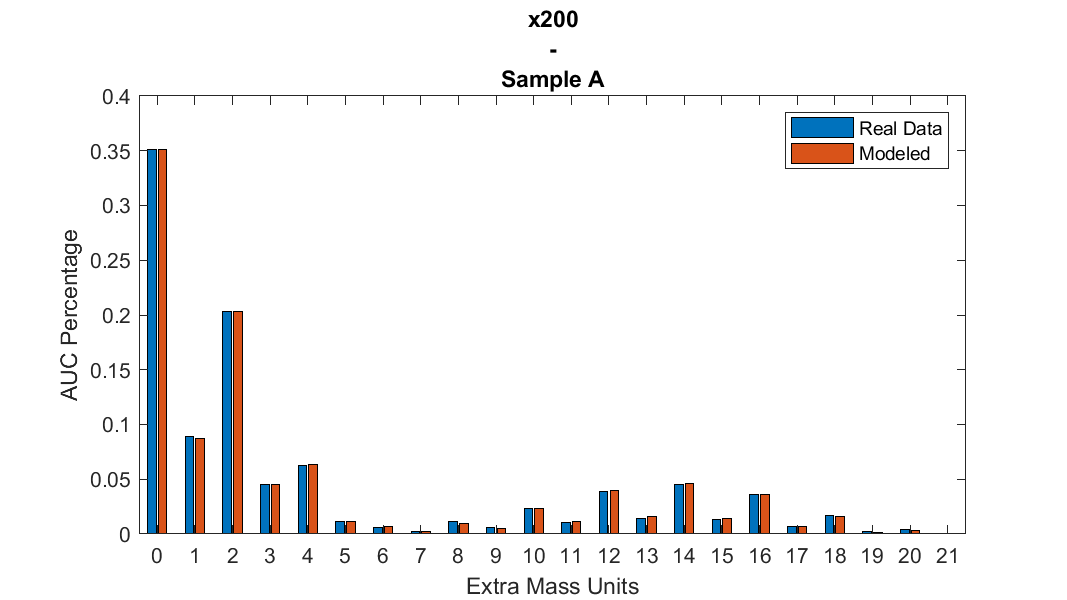 x200
-
Sample A
0.4
0.35
0.3
0.25
0.2
0.15
0.1
0.05
0
AUC Percentage
Real Data
Modeled
0 1 2 3 4 5 6 7 8 9 10 11 12 13 14 15 16 17 18 19 20 21
Extra Mass Units